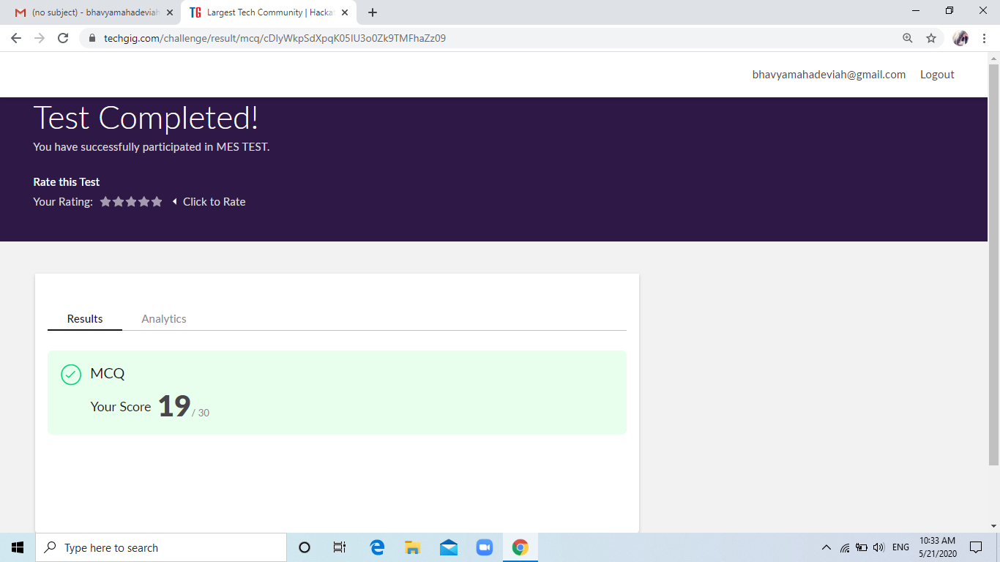 (no subject) - bhavyamahadeviah
TG Largest Tech Community | Hacka
techgig.com/challenge/result/mcq/cDlyWkpSdXpqK05lU3o0Zk9TMFhaZz09
bhavyamahadeviah@gmail.com Logout
Test Completed!
You have successfully participated in MES TEST.
Rate this Test
Your Rating: Click to Rate
Results Analytics
MCQ
Your Score 19 / 30
Type here to search
ENG
10:33 AM
5/21/2020